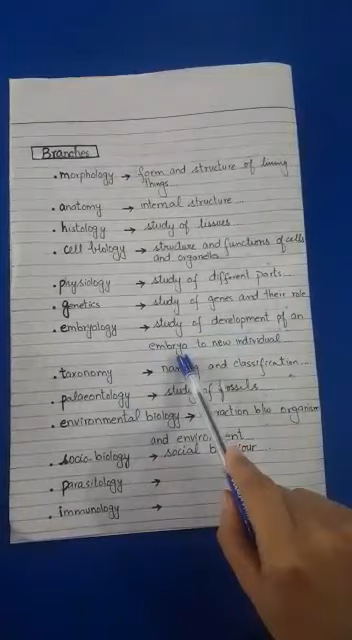 Branches
• morphology → form and structure of living
things...
• anatomy → internal structure...
• histology → study of tissues...
• cell biology → structure and functions of cells
and organelles
• physiology → study of different parts...
• genetics → study of genes and their role
• embryology → study of development of an
embryo to new individual
• taxonomy → and classification...
• palaeontology → study of fossils
• environmental biology → b/w organism
and
• socio-biology → social
• parasitology →
• immunology →